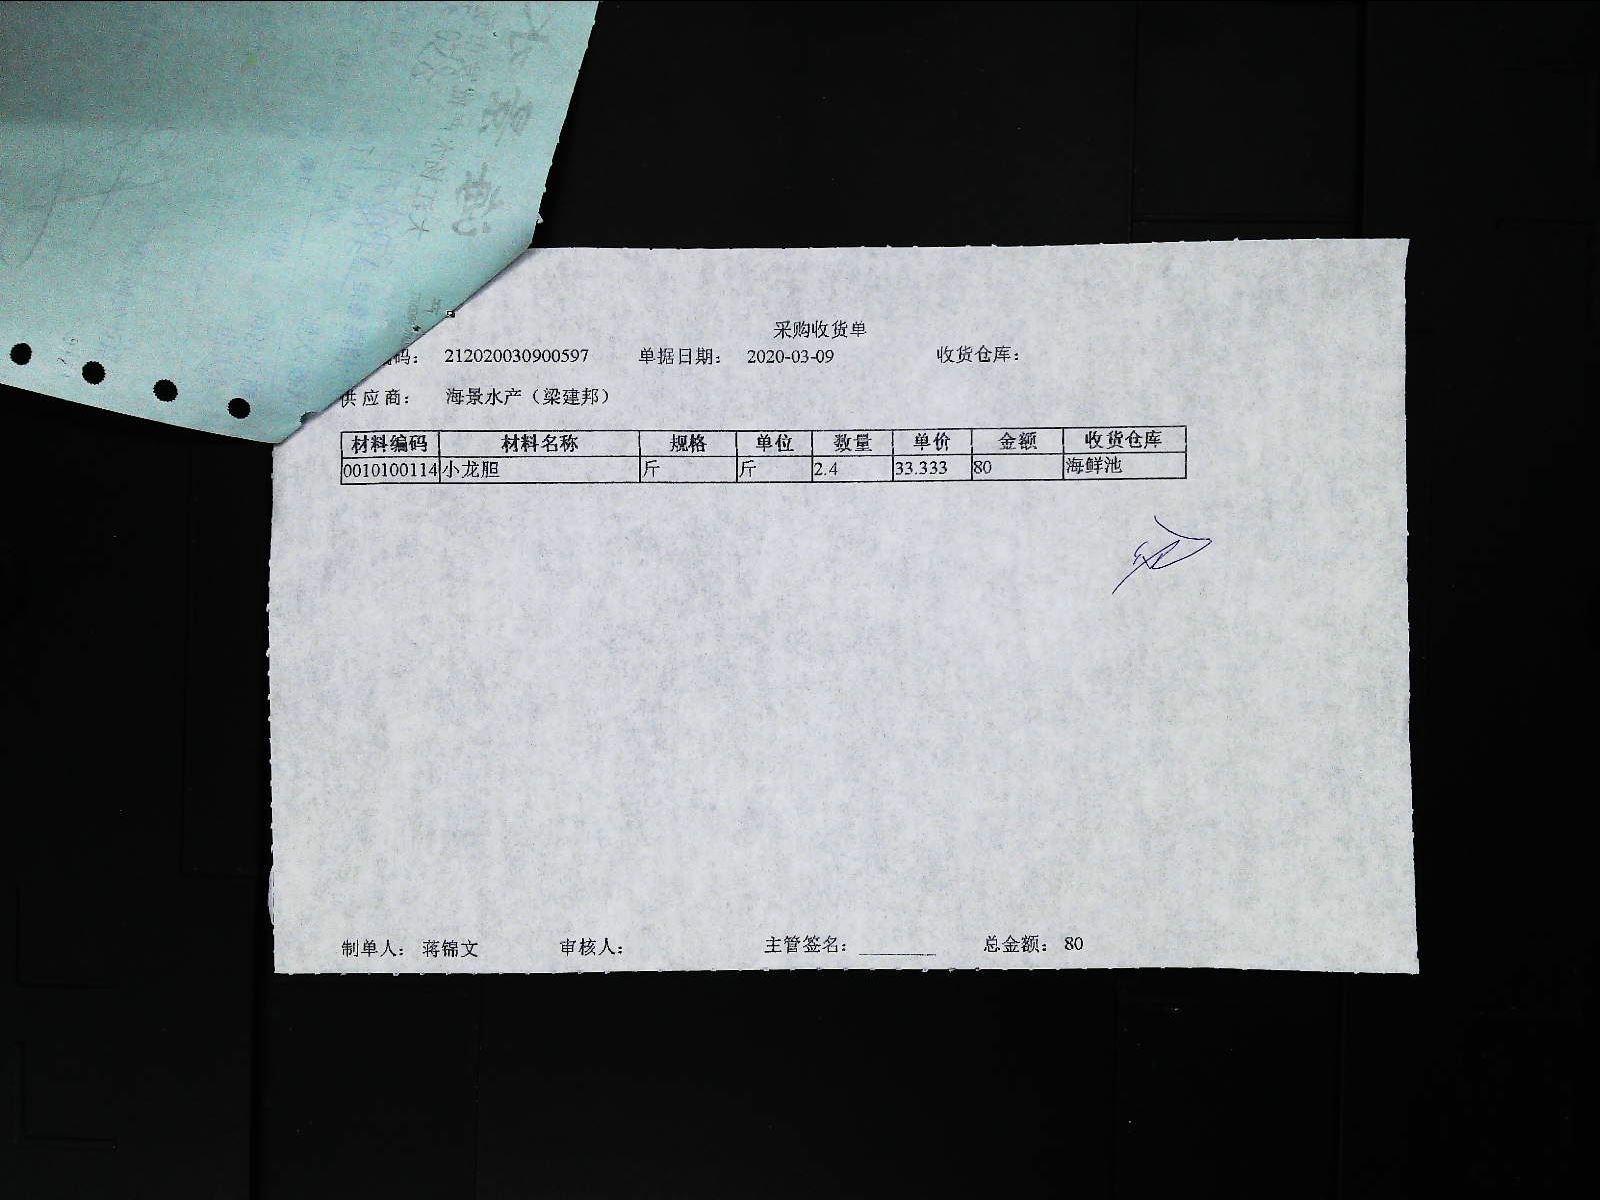 采购收货单
码： 212020030900597 单据日期： 2020-03-09 收货仓库：
供应商： 海景水产（梁建邦）
材料编码 材料名称 规格 单位 数量 单价 金额 收货仓库
0010100114 小龙胆 斤 斤 2.4 33.333 80 海鲜池
制单人： 蒋锦文 审核人： 主管签名： 总金额： 80